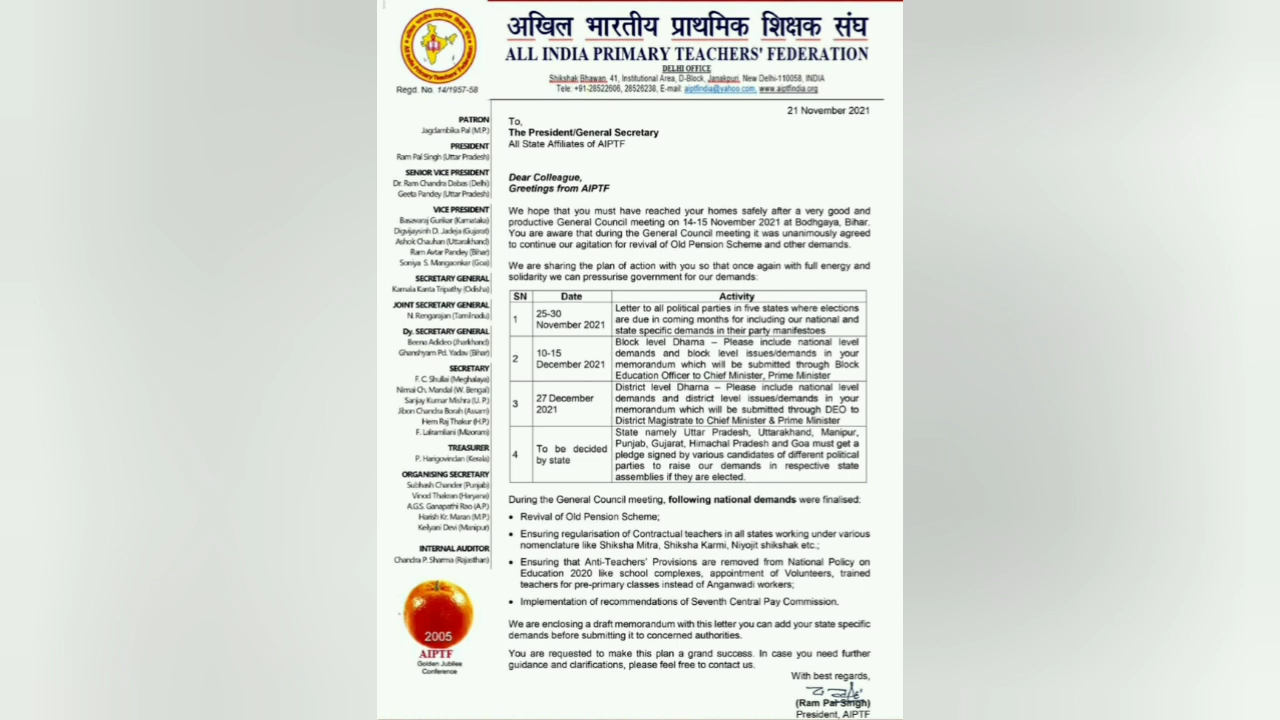 अखिल भारतीय प्राथमिक शिक्षक संघ
ALL INDIA PRIMARY TEACHERS' FEDERATION
DELHI OFFICE
Shikshak Bhawan, 41, Institutional Area, D-Block, Janakpuri, New Delhi-110058, INDIA
Tele: +91-28522606, 28526238, E-mail: aiptfindia@yahoo.com, www.aiptfindia.org
Regd. No. 14/1957-58
PATRON
Jagdambika Pal (M.P.)
PRESIDENT
Ram Pal Singh (Uttar Pradesh)
SENIOR VICE PRESIDENT
Dr. Ram Chandra Dabas (Delhi)
Geeta Pandey (Uttar Pradesh)
VICE PRESIDENT
Basavaraj Gurikar (Karnataka)
Digvijaysinh D. Jadeja (Gujarat)
Ashok Chauhan (Uttarakhand)
Ram Avtar Pandey (Bihar)
Soniya S. Mangaonkar (Goa)
SECRETARY GENERAL
Kamala Kanta Tripathy (Odisha)
JOINT SECRETARY GENERAL
N. Rengarajan (Tamilnadu)
Dy. SECRETARY GENERAL
Beena Adideo (Jharkhand)
Ghanshyam Pd. Yadav (Bihar)
SECRETARY
F. C. Shullai (Meghalaya)
Nirnai Ch. Mandal (W. Bengal)
Sanjay Kumar Mishra (U. P.)
Jibon Chandra Borah (Assam)
Hem Raj Thakur (H.P.)
F. Lalramliani (Mizoram)
TREASURER
P. Harigovindan (Kerala)
ORGANISING SECRETARY
Subhash Chander (Punjab)
Vinod Thakran (Haryana)
A.G.S. Ganapathi Rao (A.P.)
Harish Kr. Maran (M.P.)
Keilyani Devi (Manipur)
INTERNAL AUDITOR
Chandra P. Sharma (Rajasthan)
2005
AIPTF
Golden Jubilee
Conference
21 November 2021
To,
The President/General Secretary
All State Affiliates of AIPTF
Dear Colleague,
Greetings from AIPTF
We hope that you must have reached your homes safely after a very good and
productive General Council meeting on 14-15 November 2021 at Bodhgaya, Bihar.
You are aware that during the General Council meeting it was unanimously agreed
to continue our agitation for revival of Old Pension Scheme and other demands.
We are sharing the plan of action with you so that once again with full energy and
solidarity we can pressurise government for our demands:
SN Date Activity
1 25-30 November 2021 Letter to all political parties in five states where elections
are due in coming months for including our national and
state specific demands in their party manifestoes
2 10-15 December 2021 Block level Dharna – Please include national level
demands and block level issues/demands in your
memorandum which will be submitted through Block
Education Officer to Chief Minister, Prime Minister
3 27 December 2021 District level Dharna – Please include national level
demands and district level issues/demands in your
memorandum which will be submitted through DEO to
District Magistrate to Chief Minister & Prime Minister
4 To be decided by state State namely Uttar Pradesh, Uttarakhand, Manipur,
Punjab, Gujarat, Himachal Pradesh and Goa must get a
pledge signed by various candidates of different political
parties to raise our demands in respective state
assemblies if they are elected.
During the General Council meeting, following national demands were finalised:
• Revival of Old Pension Scheme;
• Ensuring regularisation of Contractual teachers in all states working under various
nomenclature like Shiksha Mitra, Shiksha Karmi, Niyojit shikshak etc.;
• Ensuring that Anti-Teachers' Provisions are removed from National Policy on
Education 2020 like school complexes, appointment of Volunteers, trained
teachers for pre-primary classes instead of Anganwadi workers;
• Implementation of recommendations of Seventh Central Pay Commission.
We are enclosing a draft memorandum with this letter you can add your state specific
demands before submitting it to concerned authorities.
You are requested to make this plan a grand success. In case you need further
guidance and clarifications, please feel free to contact us.
With best regards,
(Ram Pal Singh)
President, AIPTF